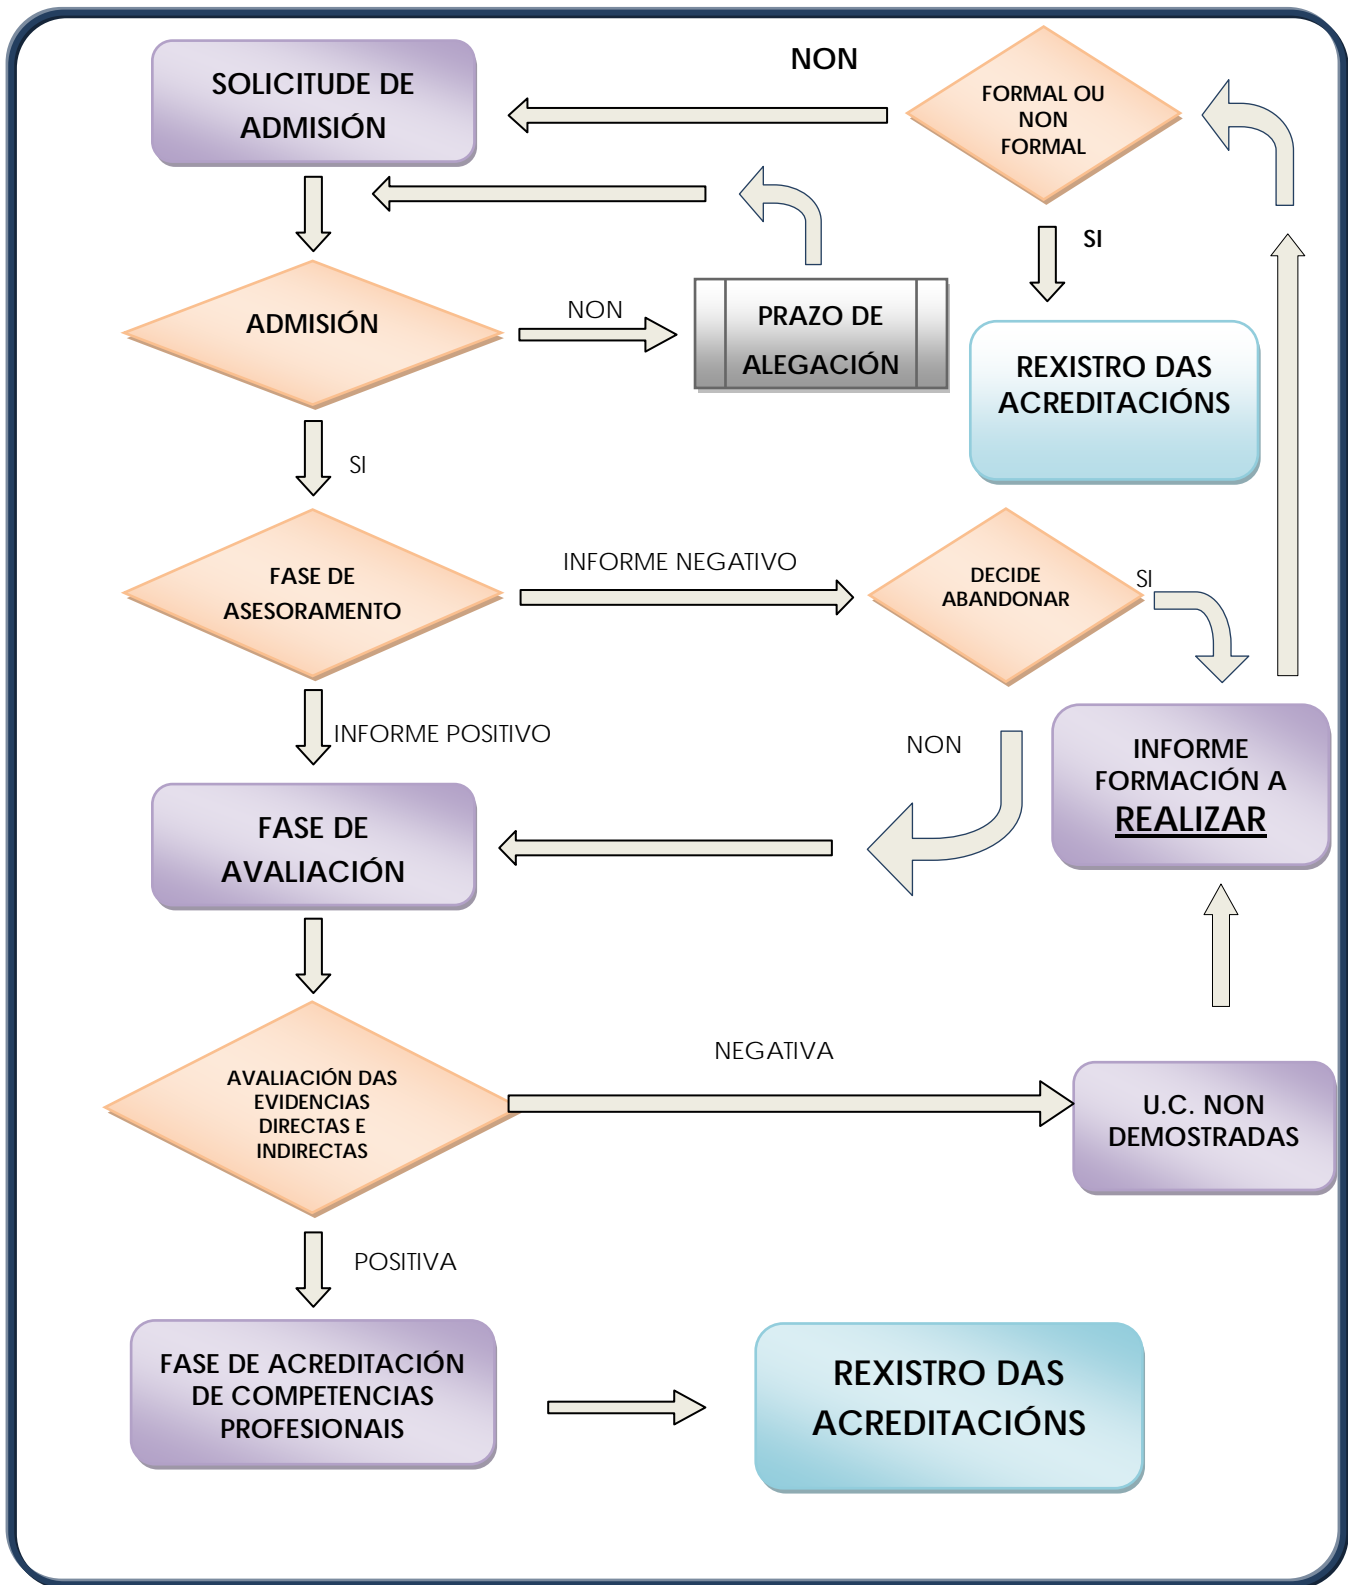 SOLICITUDE DE
ADMISIÓN
NON
FORMAL OU
NON
FORMAL
SI
ADMISIÓN
NON
PRAZO DE
ALEGACIÓN
REXISTRO DAS
ACREDITACIÓNS
SI
FASE DE
ASESORAMENTO
INFORME NEGATIVO
DECIDE
ABANDONAR
SI
INFORME POSITIVO
NON
INFORME
FORMACIÓN A
REALIZAR
FASE DE
AVALIACIÓN
AVALIACIÓN DAS
EVIDENCIAS
DIRECTAS E
INDIRECTAS
NEGATIVA
U.C. NON
DEMOSTRADAS
POSITIVA
FASE DE ACREDITACIÓN
DE COMPETENCIAS
PROFESIONAIS
REXISTRO DAS
ACREDITACIÓNS